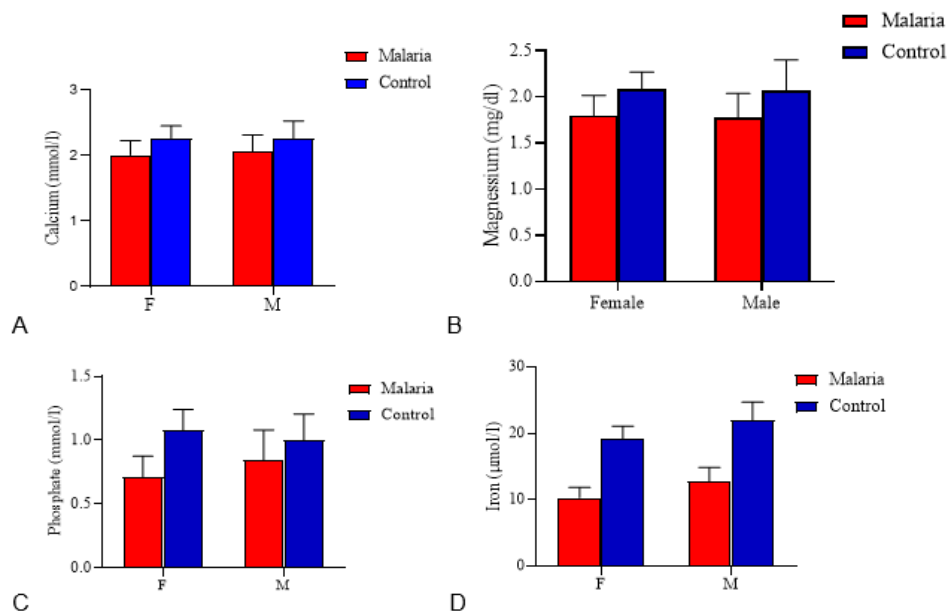 Malaria
Control
3
2
1
0
Calcium (mmol/l)
F
M
A
Malaria
Control
2.5
2.0
1.5
1.0
0.5
0.0
Magnessium (mg/dl)
Female
Male
B
Malaria
Control
1.5
1.0
0.5
0.0
Phosphate (mmol/l)
F
M
C
Malaria
Control
30
20
10
0
Iron (µmol/l)
F
M
D